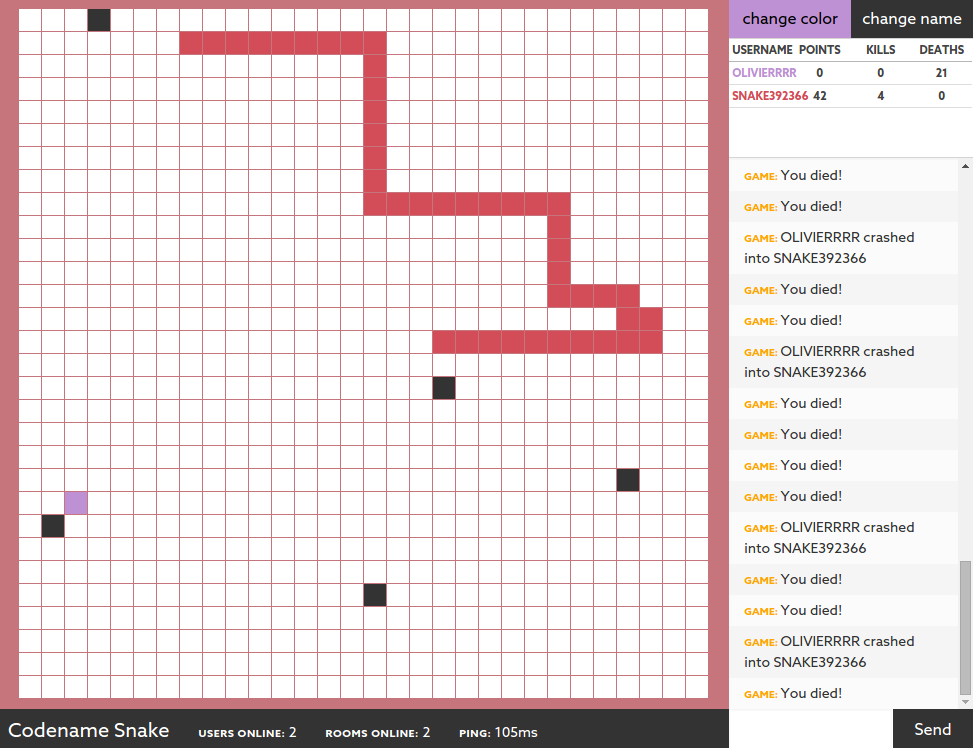 change color change name
USERNAME POINTS KILLS DEATHS
OLIVIERRRR 0 0 21
SNAKE392366 42 4 0
GAME: You died!
GAME: You died!
GAME: OLIVIERRRR crashed
into SNAKE392366
GAME: You died!
GAME: You died!
GAME: OLIVIERRRR crashed
into SNAKE392366
GAME: You died!
GAME: You died!
GAME: You died!
GAME: You died!
GAME: OLIVIERRRR crashed
into SNAKE392366
GAME: You died!
GAME: You died!
GAME: OLIVIERRRR crashed
into SNAKE392366
GAME: You died!
Codename Snake USERS ONLINE: 2 ROOMS ONLINE: 2 PING: 105ms Send